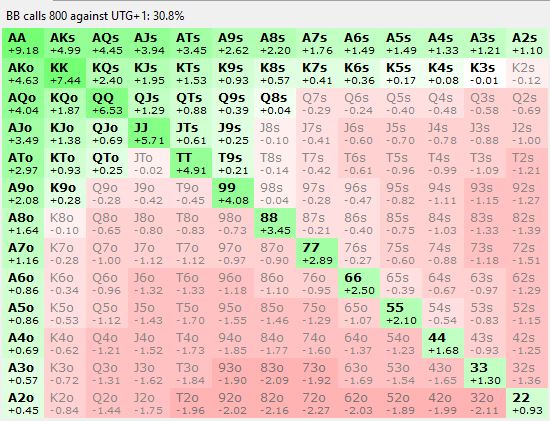 BB calls 800 against UTG+1: 30.8%
AA AKs AQs AJs ATs A9s A8s A7s A6s A5s A4s A3s A2s
+9.18 +4.99 +4.45 +3.94 +3.45 +2.62 +2.20 +1.76 +1.49 +1.49 +1.33 +1.21 +1.10
AKo KK KQs KJs KTs K9s K8s K7s K6s K5s K4s K3s K2s
+4.63 +7.44 +2.40 +1.95 +1.53 +0.93 +0.57 +0.41 +0.36 +0.17 +0.08 -0.01 -0.12
AQo KQo QQ QJs QTs Q9s Q8s Q7s Q6s Q5s Q4s Q3s Q2s
+4.04 +1.87 +6.53 +1.29 +0.88 +0.39 +0.04 -0.29 -0.24 -0.40 -0.48 -0.58 -0.69
AJo KJo QJo JJ JTs J9s J8s J7s J6s J5s J4s J3s J2s
+3.49 +1.38 +0.69 +5.71 +0.61 +0.25 -0.10 -0.41 -0.60 -0.70 -0.78 -0.88 -1.00
ATo KTo QTo JTo TT T9s T8s T7s T6s T5s T4s T3s T2s
+2.97 +0.93 +0.25 -0.02 +4.91 +0.21 -0.14 -0.42 -0.61 -0.96 -0.99 -1.09 -1.21
A9o K9o Q9o J9o T9o 99 98s 97s 96s 95s 94s 93s 92s
+2.08 +0.28 -0.28 -0.42 -0.45 +4.08 -0.04 -0.28 -0.47 -0.82 -1.11 -1.15 -1.27
A8o K8o Q8o J8o T8o 98o 88 87s 86s 85s 84s 83s 82s
+1.64 -0.10 -0.65 -0.80 -0.83 -0.73 +3.45 -0.21 -0.40 -0.75 -1.03 -1.33 -1.39
A7o K7o Q7o J7o T7o 97o 87o 77 76s 75s 74s 73s 72s
+1.16 -0.28 -1.00 -1.12 -1.12 -0.97 -0.90 +2.89 -0.27 -0.60 -0.88 -1.18 -1.51
A6o K6o Q6o J6o T6o 96o 86o 76o 66 65s 64s 63s 62s
+0.86 -0.34 -0.96 -1.32 -1.33 -1.18 -1.10 -0.95 +2.50 -0.39 -0.67 -0.97 -1.29
A5o K5o Q5o J5o T5o 95o 85o 75o 65o 55 54s 53s 52s
+0.86 -0.53 -1.12 -1.43 -1.70 -1.55 -1.46 -1.29 -1.07 +2.10 -0.54 -0.83 -1.15
A4o K4o Q4o J4o T4o 94o 84o 74o 64o 54o 44 43s 42s
+0.69 -0.62 -1.21 -1.52 -1.73 -1.85 -1.77 -1.60 -1.37 -1.23 +1.68 -0.93 -1.25
A3o K3o Q3o J3o T3o 93o 83o 73o 63o 53o 43o 33 32s
+0.57 -0.72 -1.31 -1.63 -1.84 -1.90 -2.09 -1.92 -1.69 -1.54 -1.65 +1.30 -1.36
A2o K2o Q2o J2o T2o 92o 82o 72o 62o 52o 42o 32o 22
+0.45 -0.84 -1.44 -1.75 -1.96 -2.02 -2.16 -2.27 -2.03 -1.89 -1.99 -2.11 +0.93